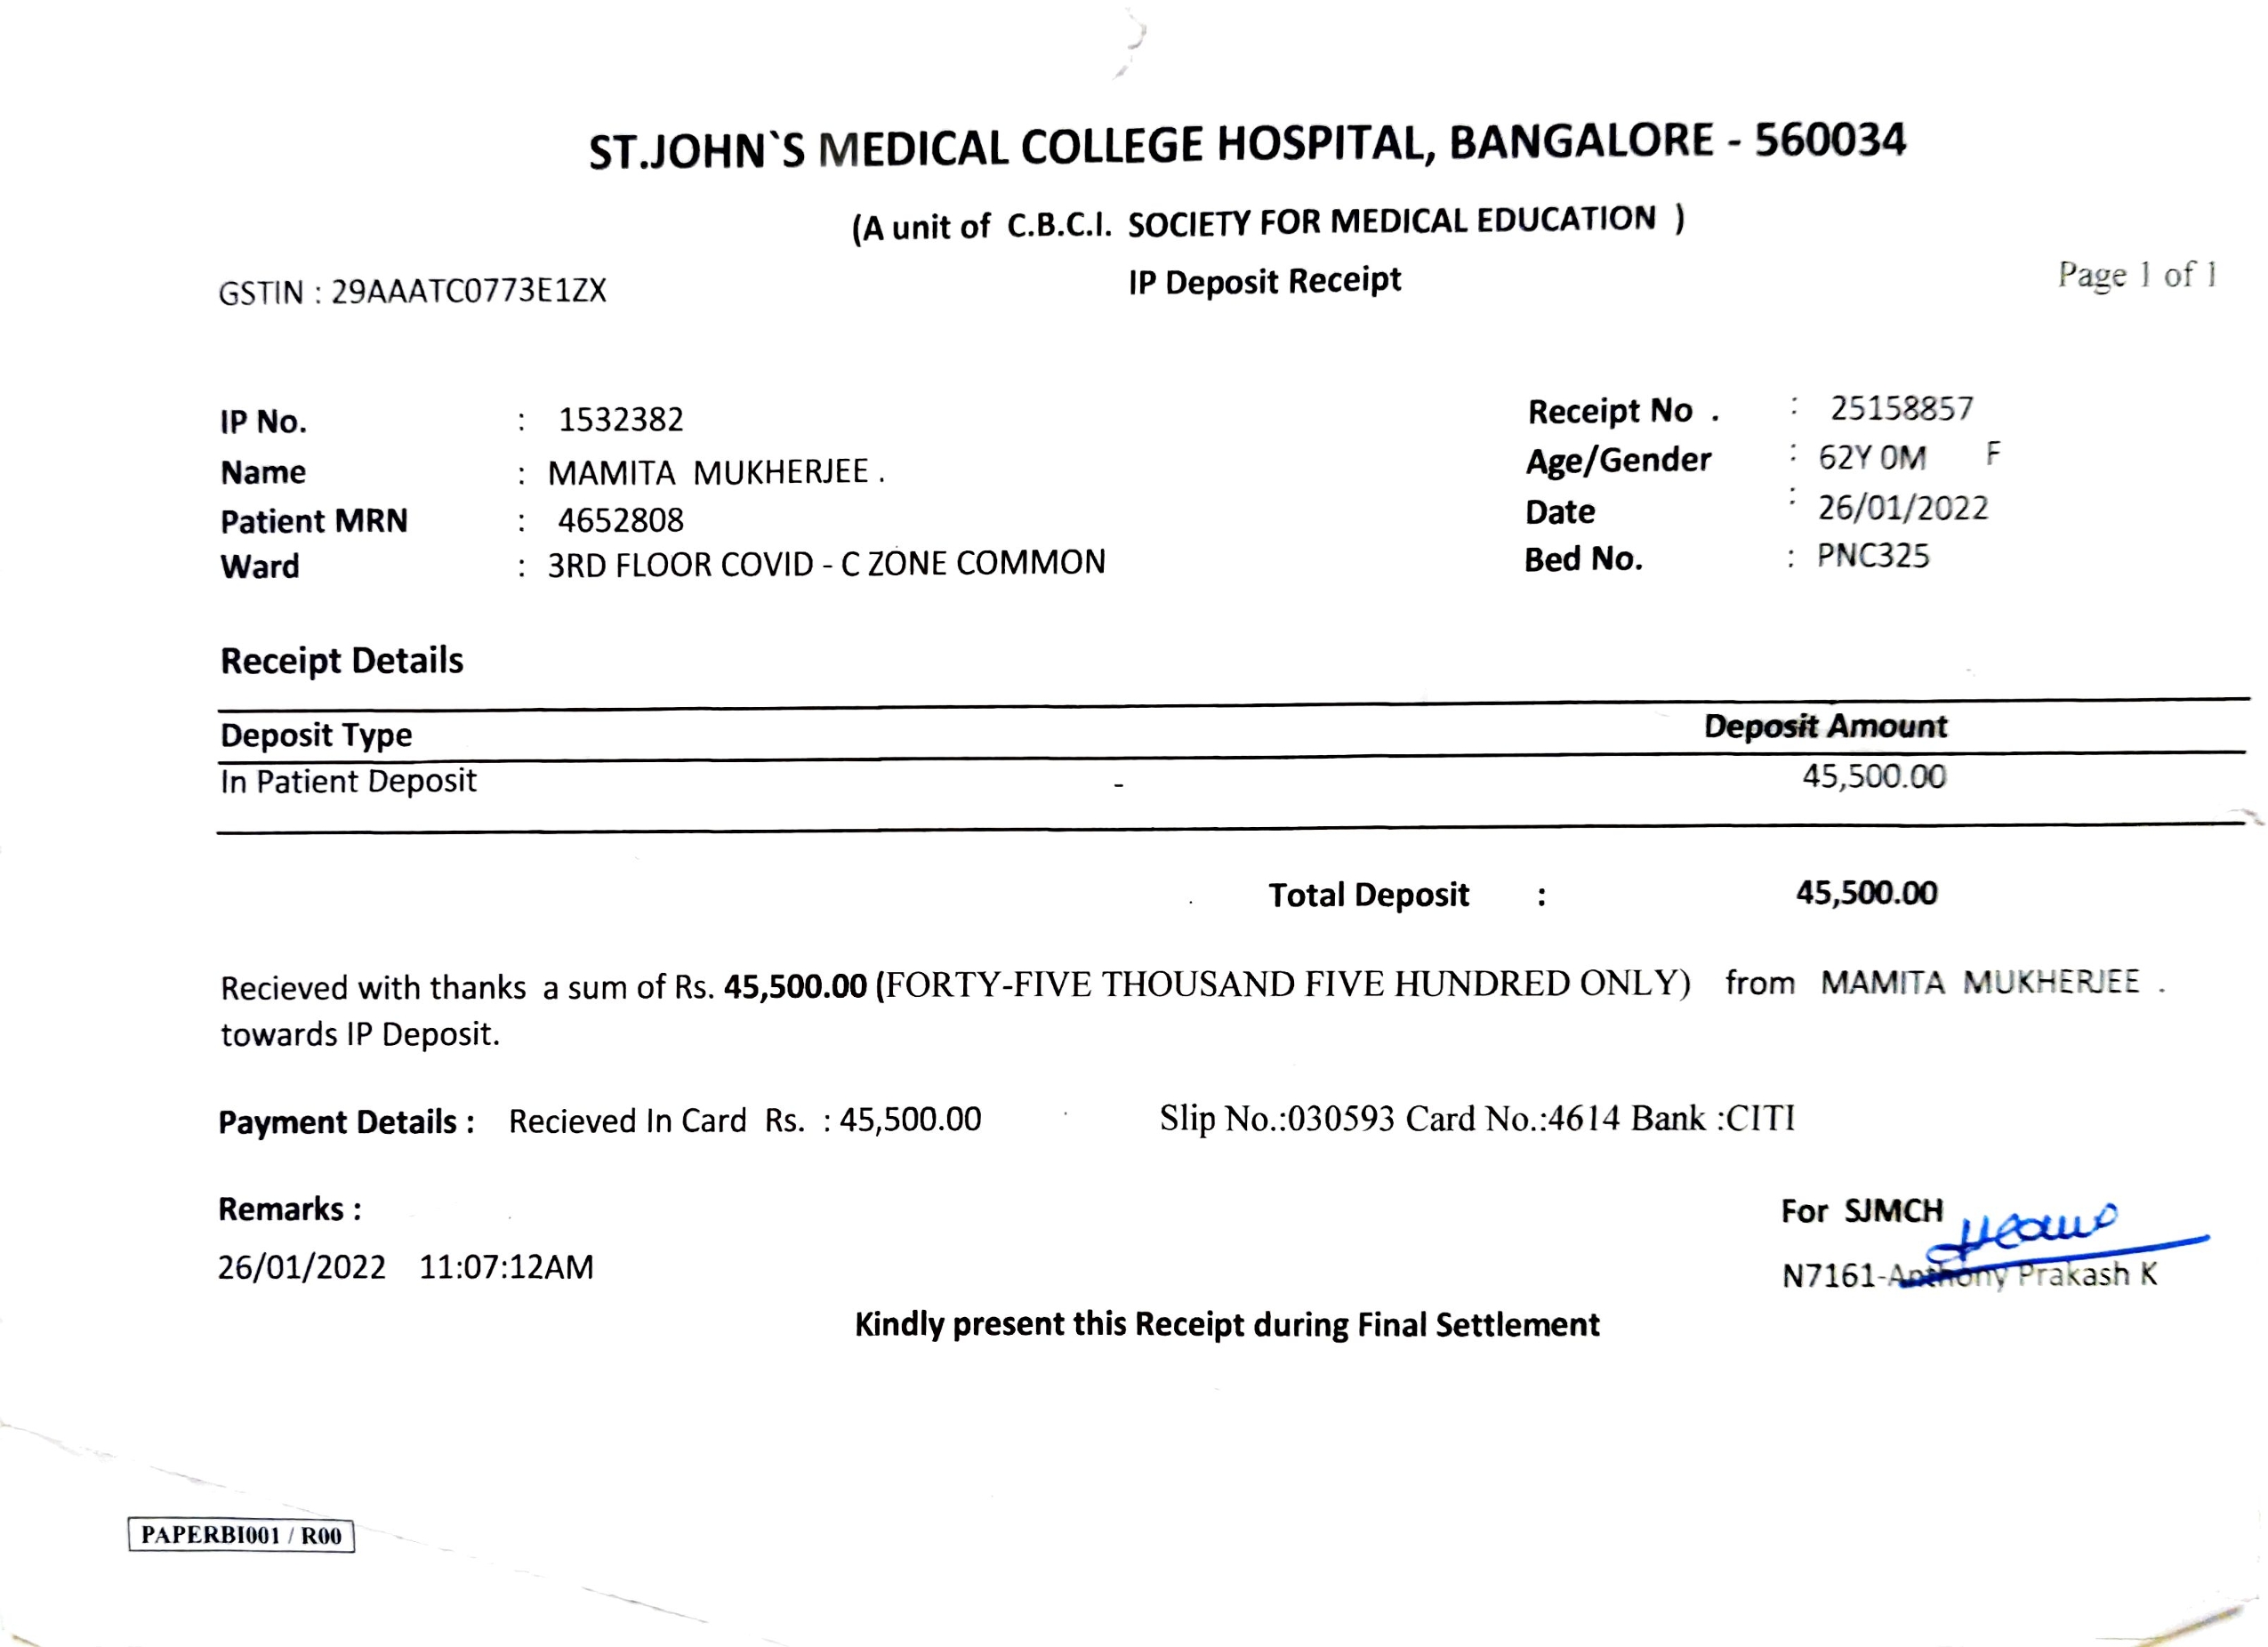 ST.JOHN`S MEDICAL COLLEGE HOSPITAL, BANGALORE - 560034
(A unit of C.B.C.I. SOCIETY FOR MEDICAL EDUCATION )
GSTIN : 29AAATC0773E1ZX IP Deposit Receipt Page 1 of 1
IP No. : 1532382 Receipt No . : 25158857
Name : MAMITA MUKHERJEE . Age/Gender : 62Y 0M F
Patient MRN : 4652808 Date : 26/01/2022
Ward : 3RD FLOOR COVID - C ZONE COMMON Bed No. : PNC325
Receipt Details
Deposit Type Deposit Amount
In Patient Deposit - 45,500.00
Total Deposit : 45,500.00
Recieved with thanks a sum of Rs. 45,500.00 (FORTY-FIVE THOUSAND FIVE HUNDRED ONLY) from MAMITA MUKHERJEE .
towards IP Deposit.
Payment Details : Recieved In Card Rs. : 45,500.00 Slip No.:030593 Card No.:4614 Bank :CITI
Remarks : For SJMCH
26/01/2022 11:07:12AM N7161-Anthony Prakash K
Kindly present this Receipt during Final Settlement
PAPERBI001 / R00